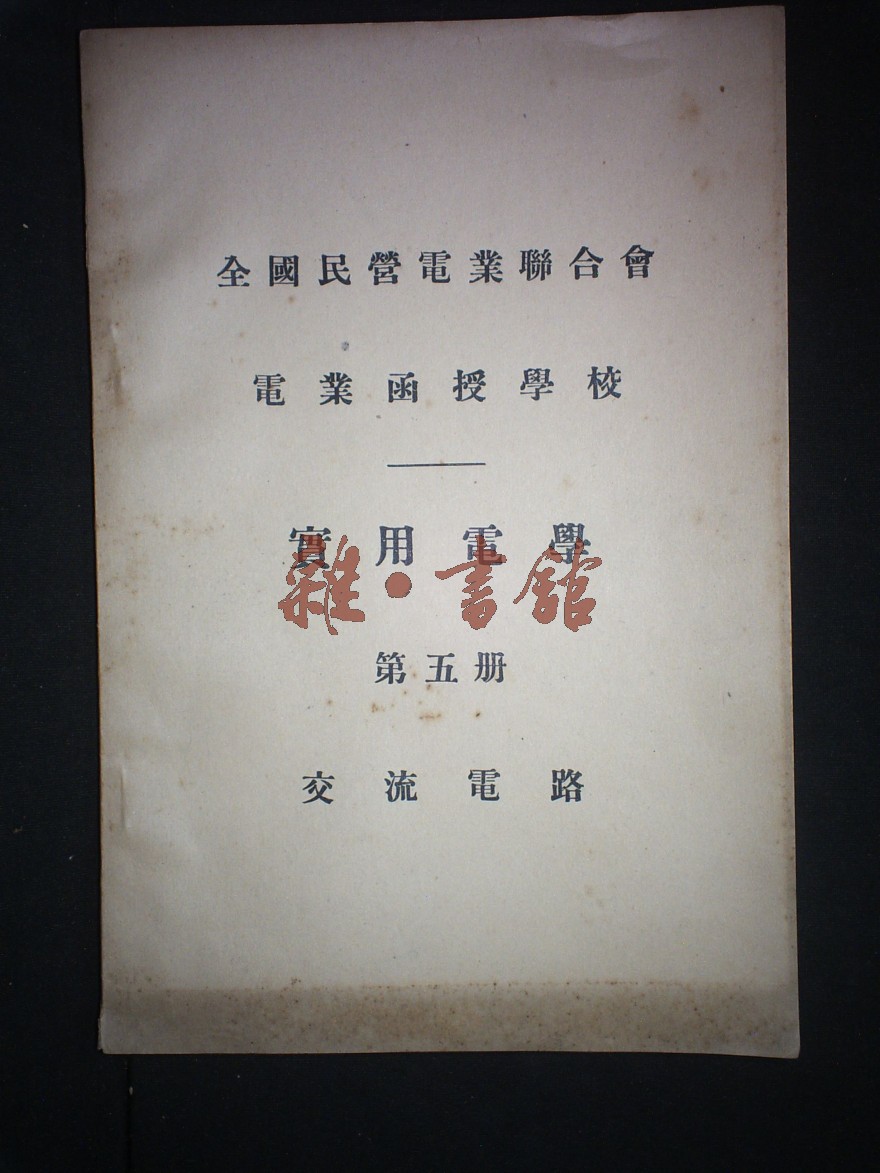 全國民營電業聯合會
電業函授學校
實用電學
雜·書館
第五册
交流電路